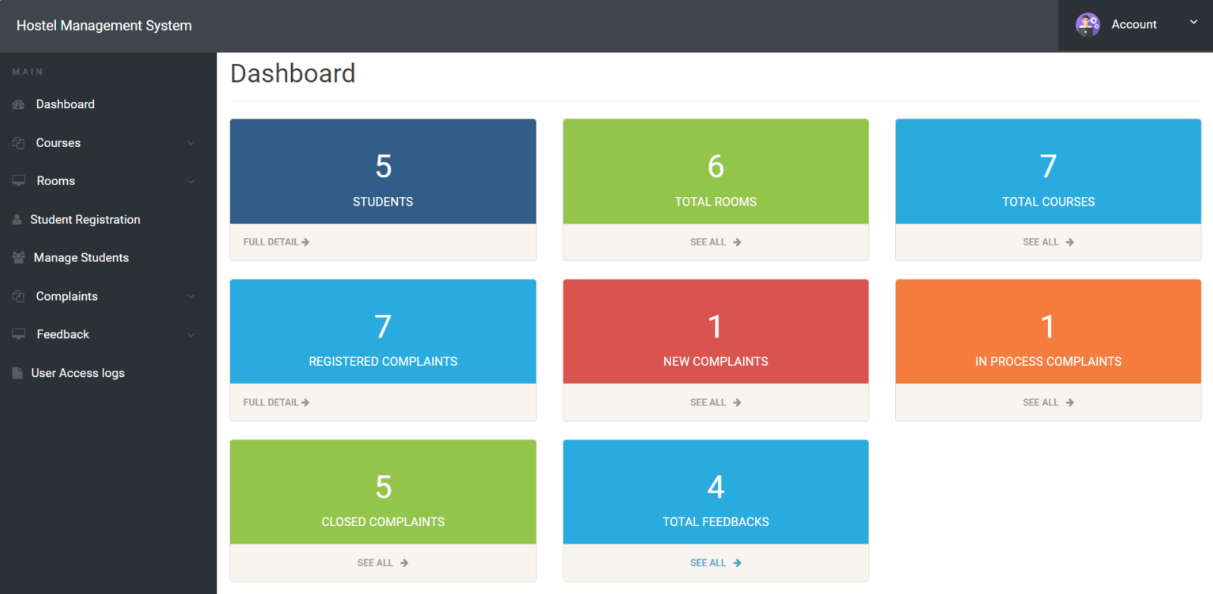 Hostel Management System
Account
MAIN
Dashboard
Courses
Rooms
Student Registration
Manage Students
Complaints
Feedback
User Access logs
Dashboard
5
STUDENTS
FULL DETAIL
6
TOTAL ROOMS
SEE ALL
7
TOTAL COURSES
SEE ALL
7
REGISTERED COMPLAINTS
FULL DETAIL
1
NEW COMPLAINTS
SEE ALL
1
IN PROCESS COMPLAINTS
SEE ALL
5
CLOSED COMPLAINTS
SEE ALL
4
TOTAL FEEDBACKS
SEE ALL